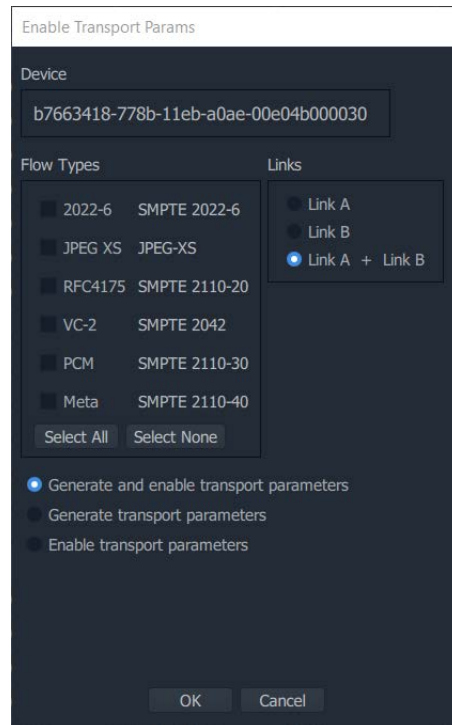 Enable Transport Params
Device
b7663418-778b-11eb-a0ae-00e04b000030
Flow Types
2022-6 SMPTE 2022-6
JPEG XS JPEG-XS
RFC4175 SMPTE 2110-20
VC-2 SMPTE 2042
PCM SMPTE 2110-30
Meta SMPTE 2110-40
Select All Select None
Links
Link A
Link B
Link A + Link B
Generate and enable transport parameters
Generate transport parameters
Enable transport parameters
OK Cancel